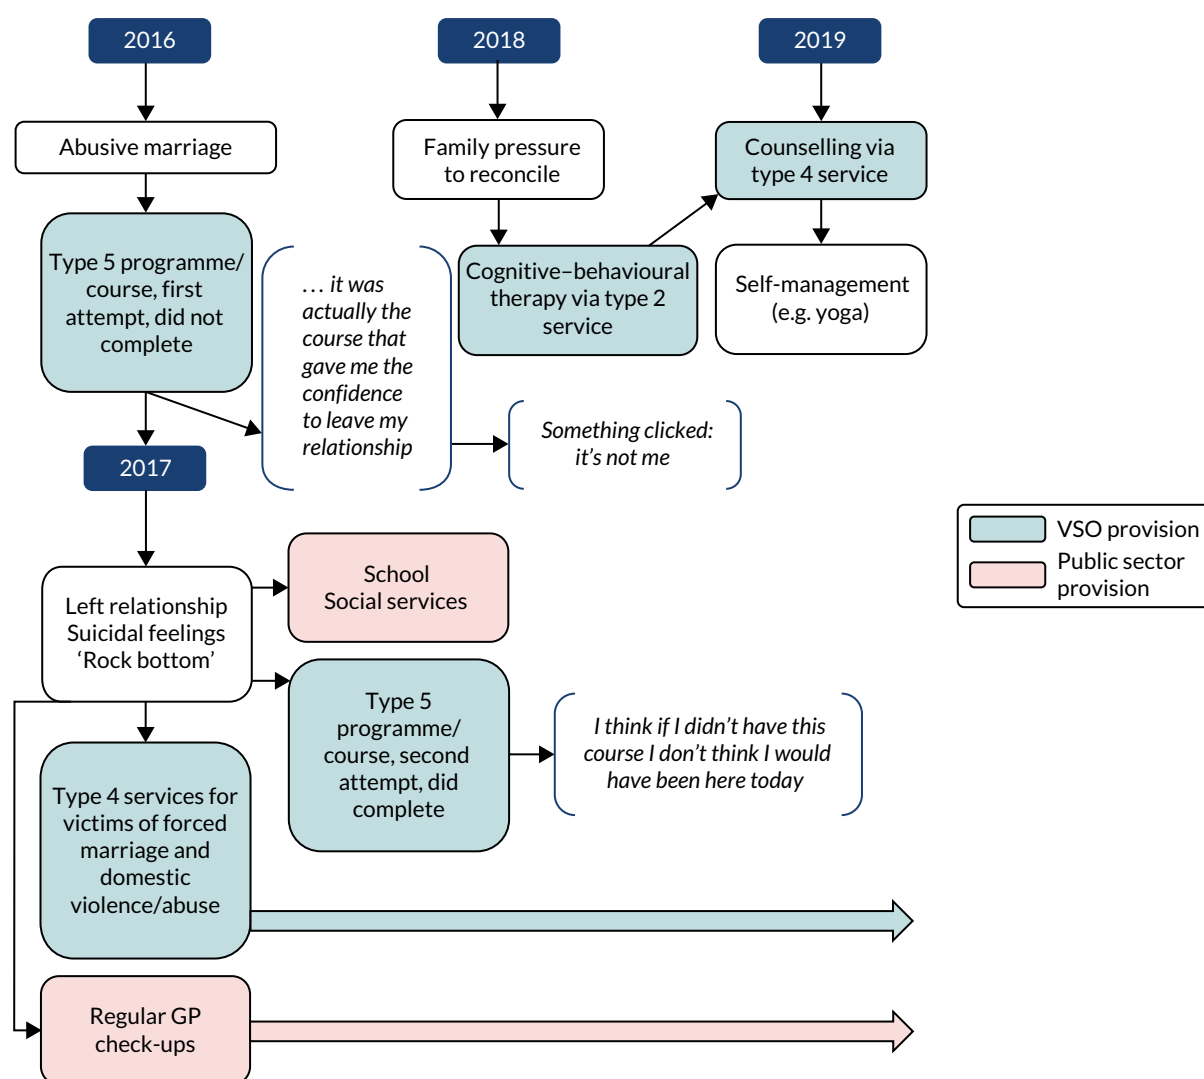 2016
Abusive marriage
Type 5 programme/
course, first
attempt, did not
complete
… it was
actually the
course that
gave me the
confidence
to leave my
relationship
Something clicked:
it’s not me
2017
Left relationship
Suicidal feelings
‘Rock bottom’
School
Social services
Type 5
programme/
course, second
attempt, did
complete
I think if I didn’t have this
course I don’t think I would
have been here today
Type 4 services for
victims of forced
marriage and
domestic
violence/abuse
Regular GP
check-ups
2018
Family pressure
to reconcile
Cognitive–behavioural
therapy via type 2
service
2019
Counselling via
type 4 service
Self-management
(e.g. yoga)
VSO provision
Public sector
provision